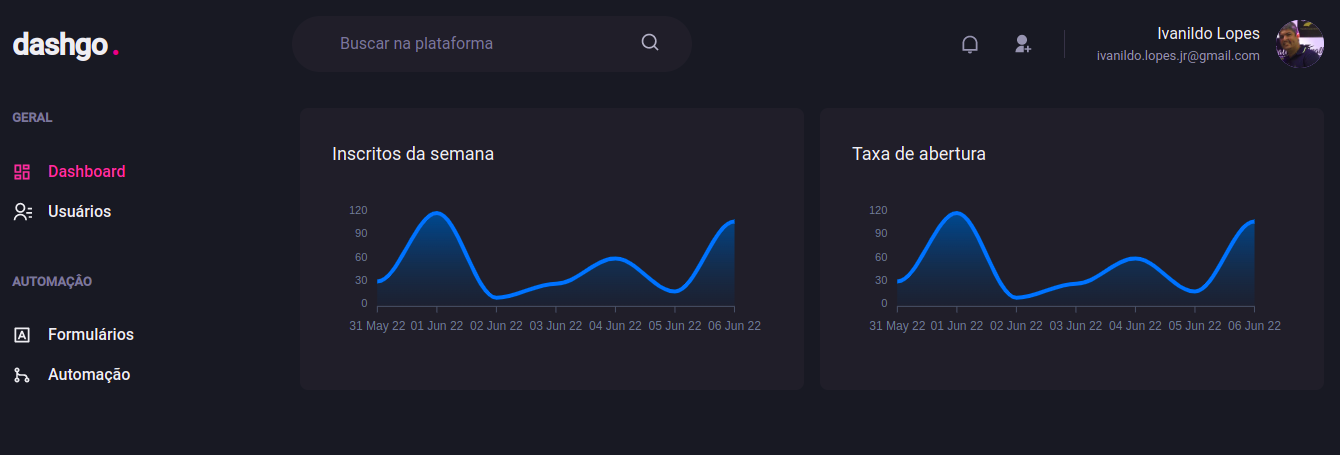 dashgo.
Buscar na plataforma
Ivanildo Lopes
ivanildo.lopes.jr@gmail.com
GERAL
Dashboard
Usuários
AUTOMAÇÂO
Formulários
Automação
Inscritos da semana
120
90
60
30
0
31 May 22 01 Jun 22 02 Jun 22 03 Jun 22 04 Jun 22 05 Jun 22 06 Jun 22
Taxa de abertura
120
90
60
30
0
31 May 22 01 Jun 22 02 Jun 22 03 Jun 22 04 Jun 22 05 Jun 22 06 Jun 22